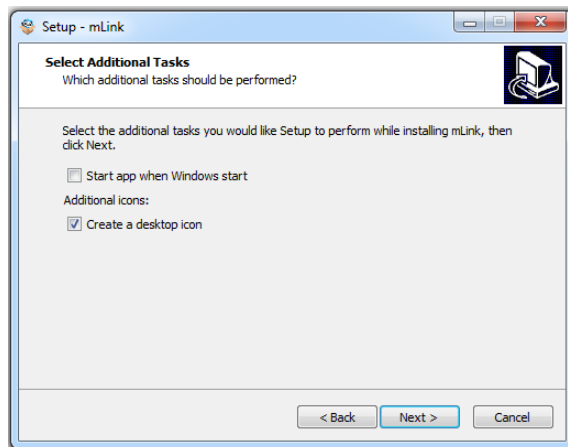 Setup - mLink
Select Additional Tasks
Which additional tasks should be performed?
Select the additional tasks you would like Setup to perform while installing mLink, then
click Next.
Start app when Windows start
Additional icons:
Create a desktop icon
< Back
Next >
Cancel